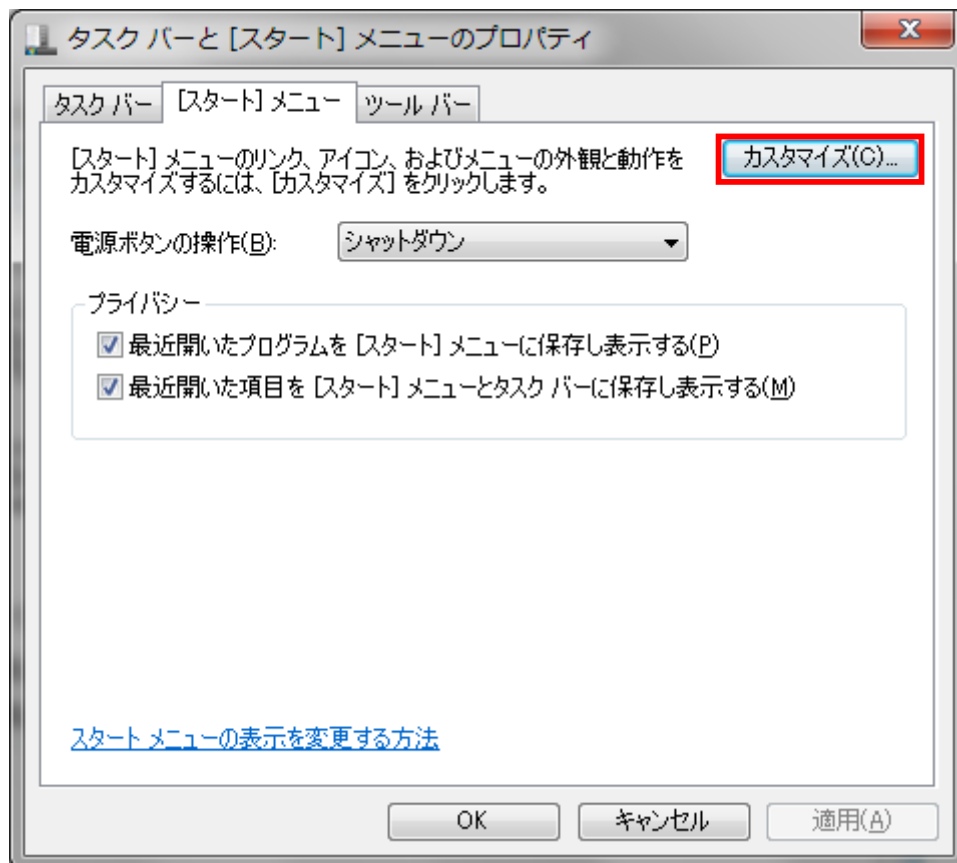 タスク バーと [スタート] メニューのプロパティ
タスク バー
[スタート] メニュー
ツール バー
[スタート] メニューのリンク、アイコン、およびメニューの外観と動作を
カスタマイズするには、[カスタマイズ] をクリックします。
カスタマイズ(C)...
電源ボタンの操作(B):
シャットダウン
プライバシー
最近開いたプログラムを [スタート] メニューに保存し表示する(P)
最近開いた項目を [スタート] メニューとタスク バーに保存し表示する(M)
スタート メニューの表示を変更する方法
OK
キャンセル
適用(A)